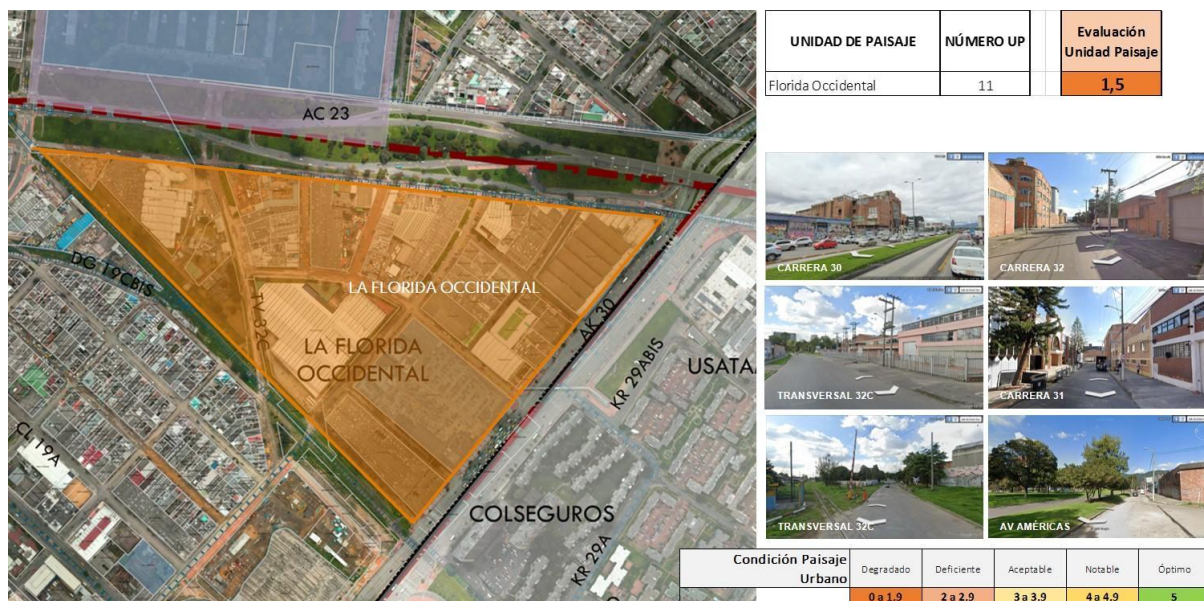 AC 23
DG 19CBIS
TV 32C
LA FLORIDA OCCIDENTAL
LA FLORIDA
OCCIDENTAL
AK 30
KR 29ABIS
USATA
CL 19A
COLSEGUROS
KR 29A
UNIDAD DE PAISAJE
NÚMERO UP
Evaluación
Unidad Paisaje
Florida Occidental
11
1,5
CARRERA 30
CARRERA 32
TRANSVERSAL 32C
CARRERA 31
TRANSVERSAL 32C
AV AMÉRICAS
Condición Paisaje
Urbano
Degradado
Deficiente
Aceptable
Notable
Óptimo
0 a 1,9
2 a 2,9
3 a 3,9
4 a 4,9
5